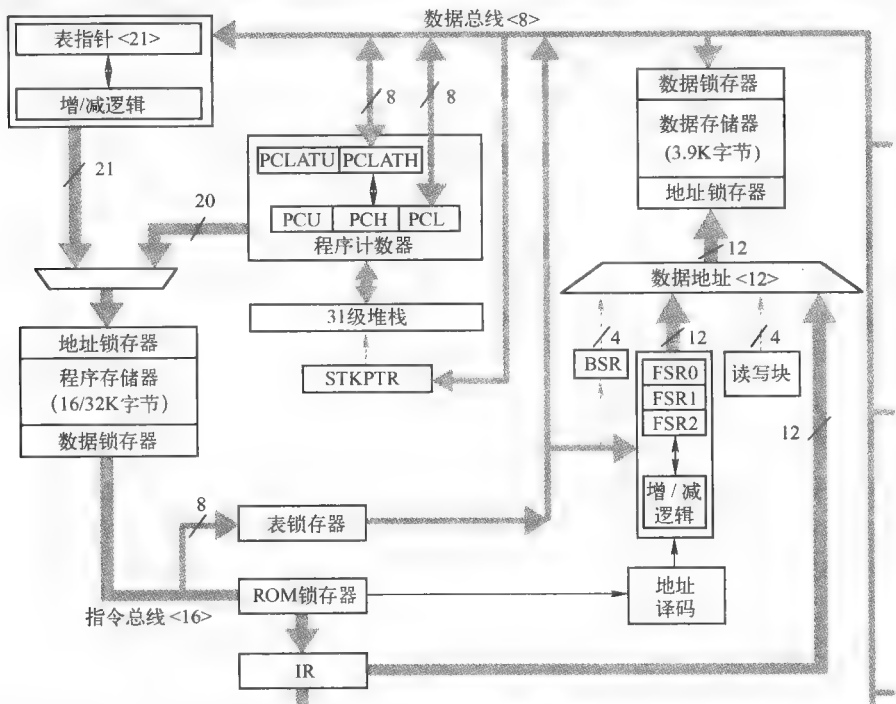 数据总线<8>
表指针<21>
增/减逻辑
21
20
8
8
PCLATU
PCLATH
PCU
PCH
PCL
程序计数器
31级堆栈
STKPTR
数据锁存器
数据存储器
(3.9K字节)
地址锁存器
12
数据地址<12>
4
BSR
12
FSR0
FSR1
FSR2
增/减
逻辑
4
读写块
12
地址锁存器
程序存储器
(16/32K字节)
数据锁存器
8
表锁存器
ROM锁存器
指令总线<16>
地址
译码
IR